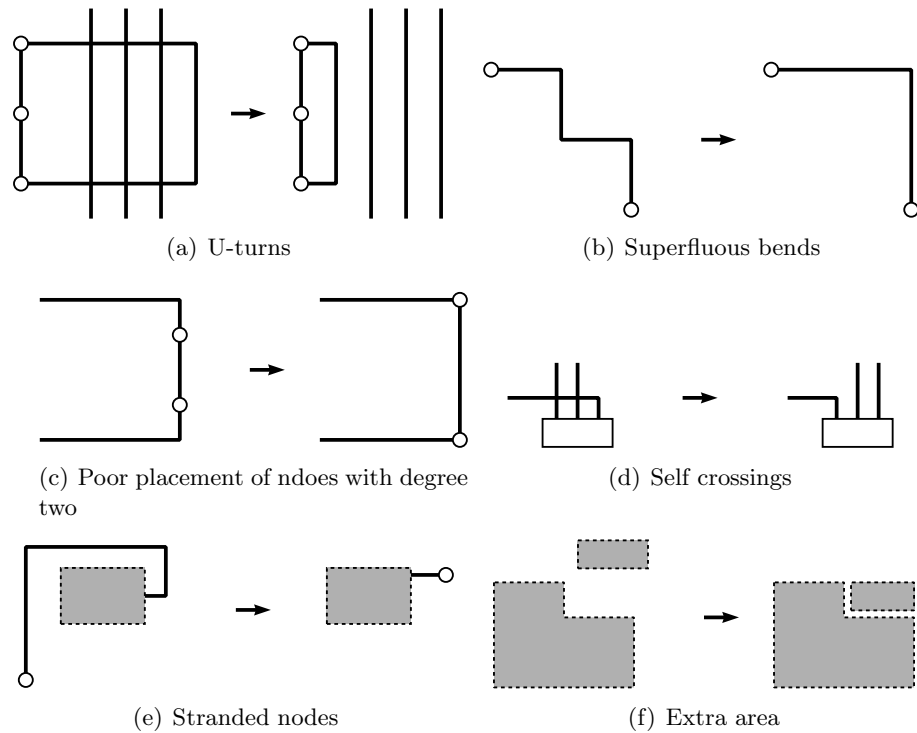 (a) U-turns
(b) Superfluous bends
(c) Poor placement of ndoes with degree
two
(d) Self crossings
(e) Stranded nodes
(f) Extra area